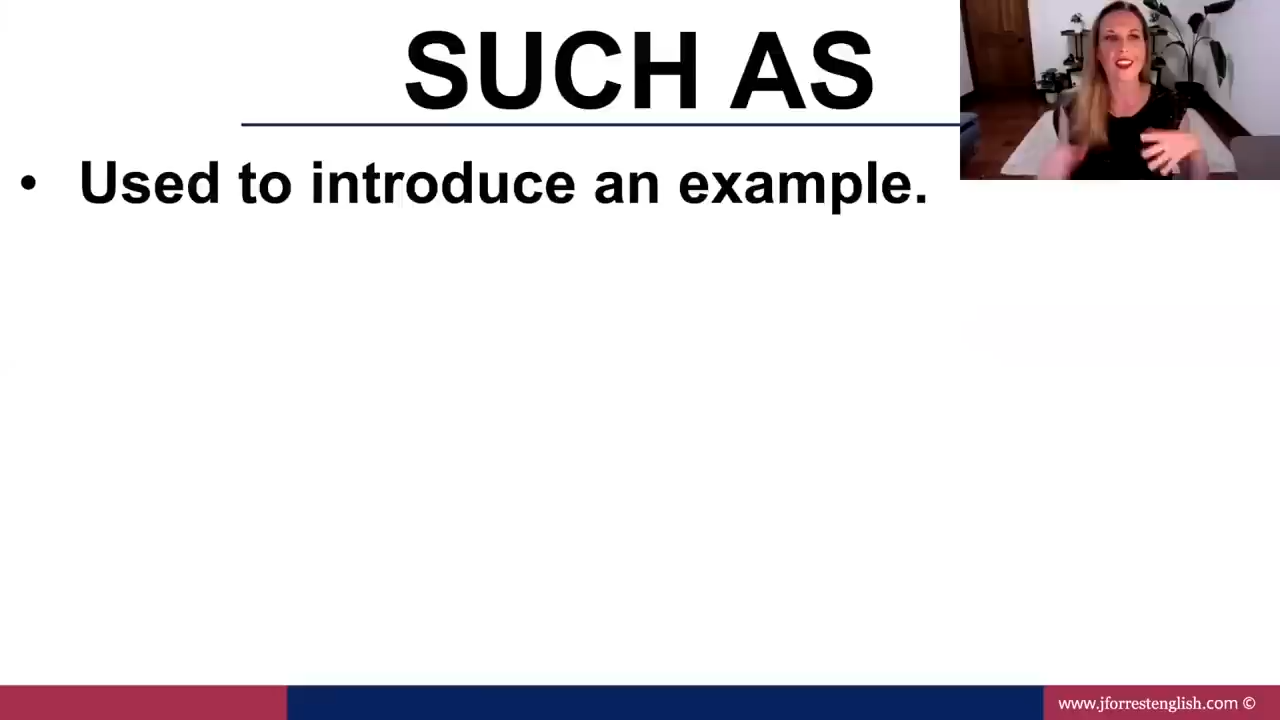 SUCH AS
• Used to introduce an example.
www.jforrestenglish.com ©